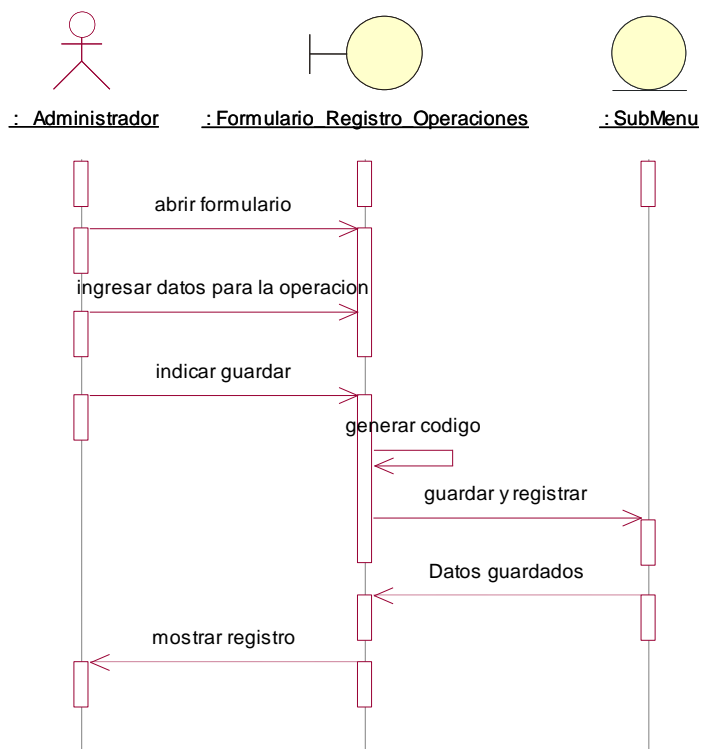 : Administrador
: Formulario_Registro_Operaciones
: SubMenu
abrir formulario
ingresar datos para la operacion
indicar guardar
generar codigo
guardar y registrar
Datos guardados
mostrar registro